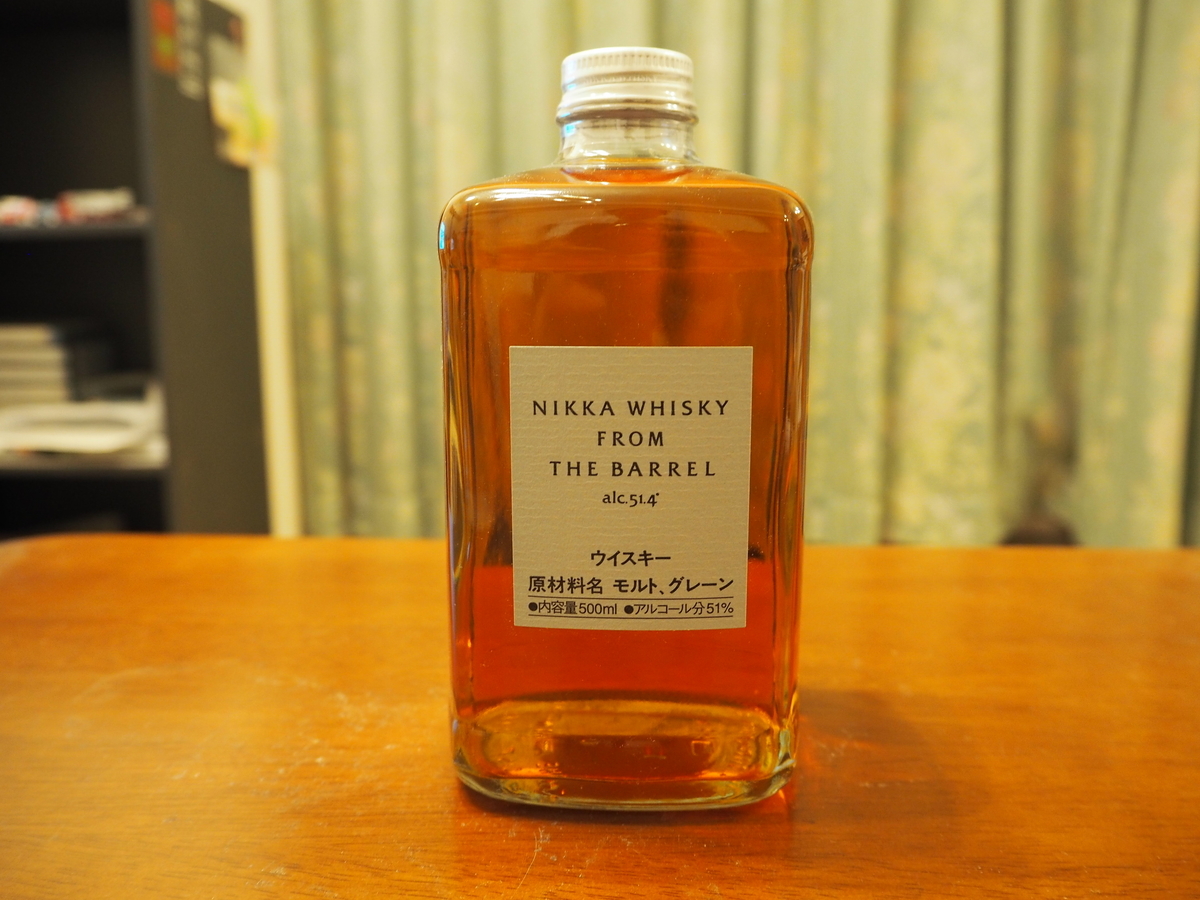 NIKKA WHISKY
FROM
THE BARREL
alc.51.4°
ウイスキー
原材料名 モルト、グレーン
●内容量500ml ●アルコール分51%